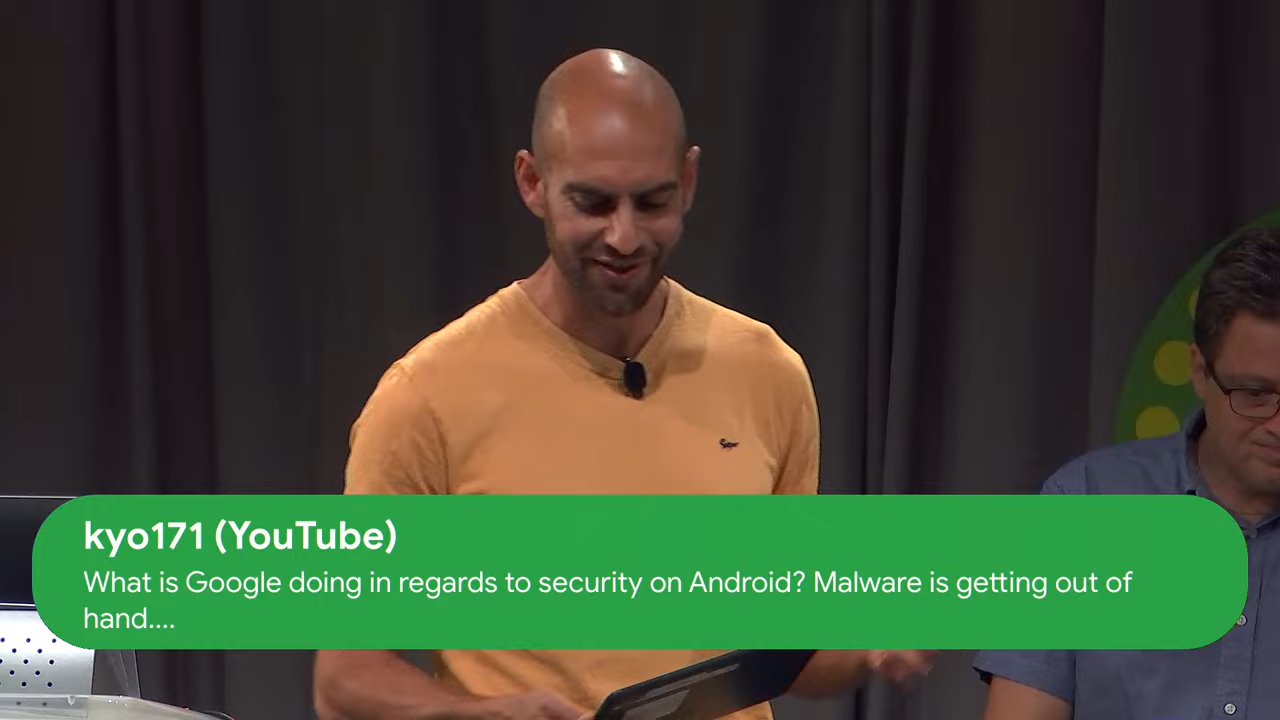 kyo171 (YouTube)
What is Google doing in regards to security on Android? Malware is getting out of
hand....